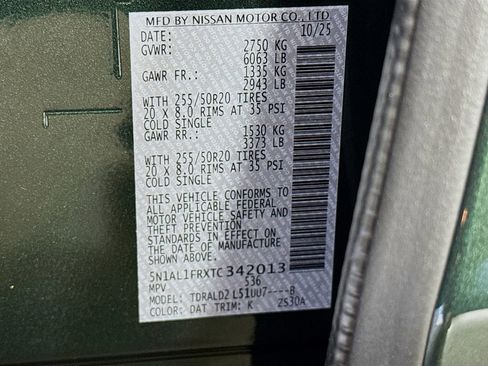 MFD BY NISSAN MOTOR CO., LTD
DATE: 10/25
GVWR: 2750 KG
6063 LB
GAWR FR.: 1335 KG
2943 LB
WITH 255/50R20 TIRES
20 X 8.0 RIMS AT 35 PSI
COLD SINGLE
GAWR RR.: 1530 KG
3373 LB
WITH 255/50R20 TIRES
20 X 8.0 RIMS AT 35 PSI
COLD SINGLE
THIS VEHICLE CONFORMS TO
ALL APPLICABLE FEDERAL
MOTOR VEHICLE SAFETY AND
THEFT PREVENTION
STANDARDS IN EFFECT ON
THE DATE OF MANUFACTURE
SHOWN ABOVE.
5N1AL1FRXTC342013
MPV 536
MODEL: TDRALD2 L51UU7----B
COLOR: DAT TRIM: K 2S30A